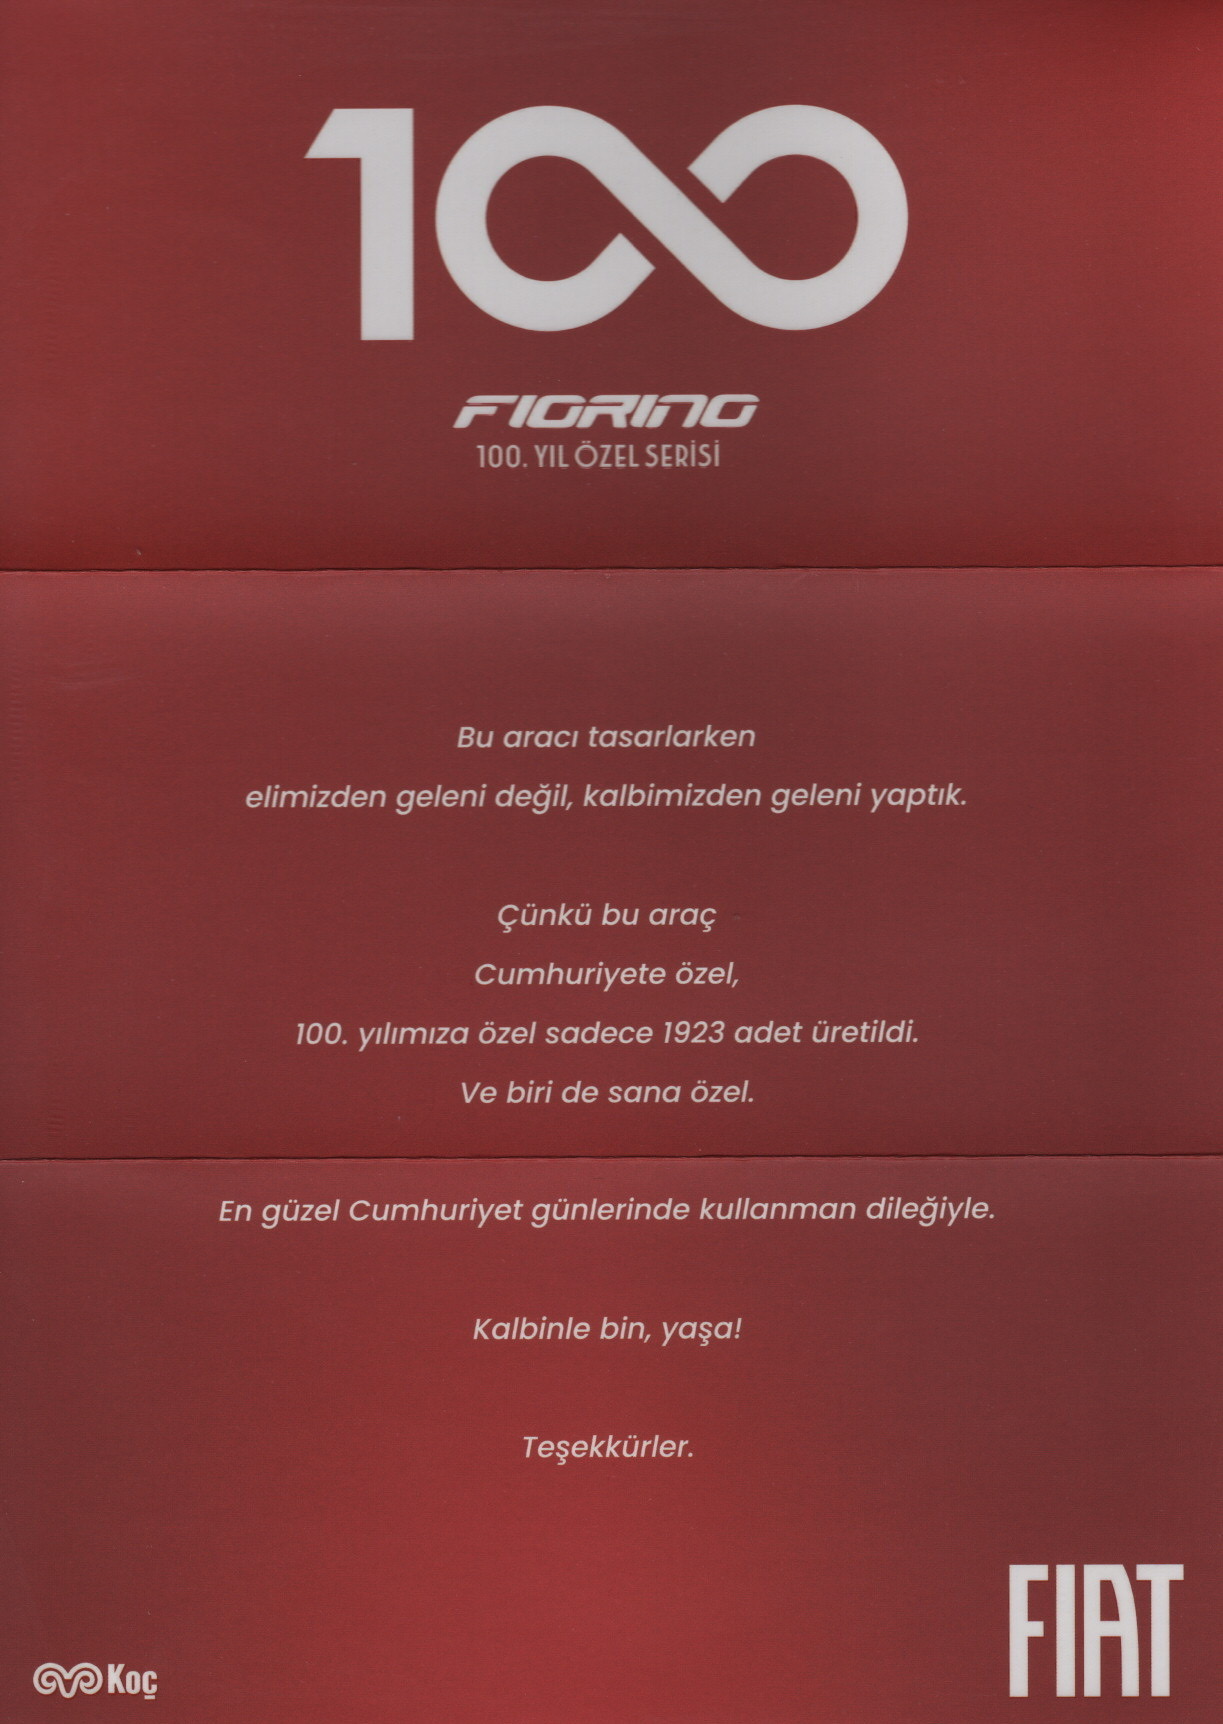 100
FIORINO
100. YIL ÖZEL SERİSİ
Bu aracı tasarlarken
elimizden geleni değil, kalbimizden geleni yaptık.
Çünkü bu araç
Cumhuriyete özel,
100. yılımıza özel sadece 1923 adet üretildi.
Ve biri de sana özel.
En güzel Cumhuriyet günlerinde kullanman dileğiyle.
Kalbinle bin, yaşa!
Teşekkürler.
FIAT
Koç